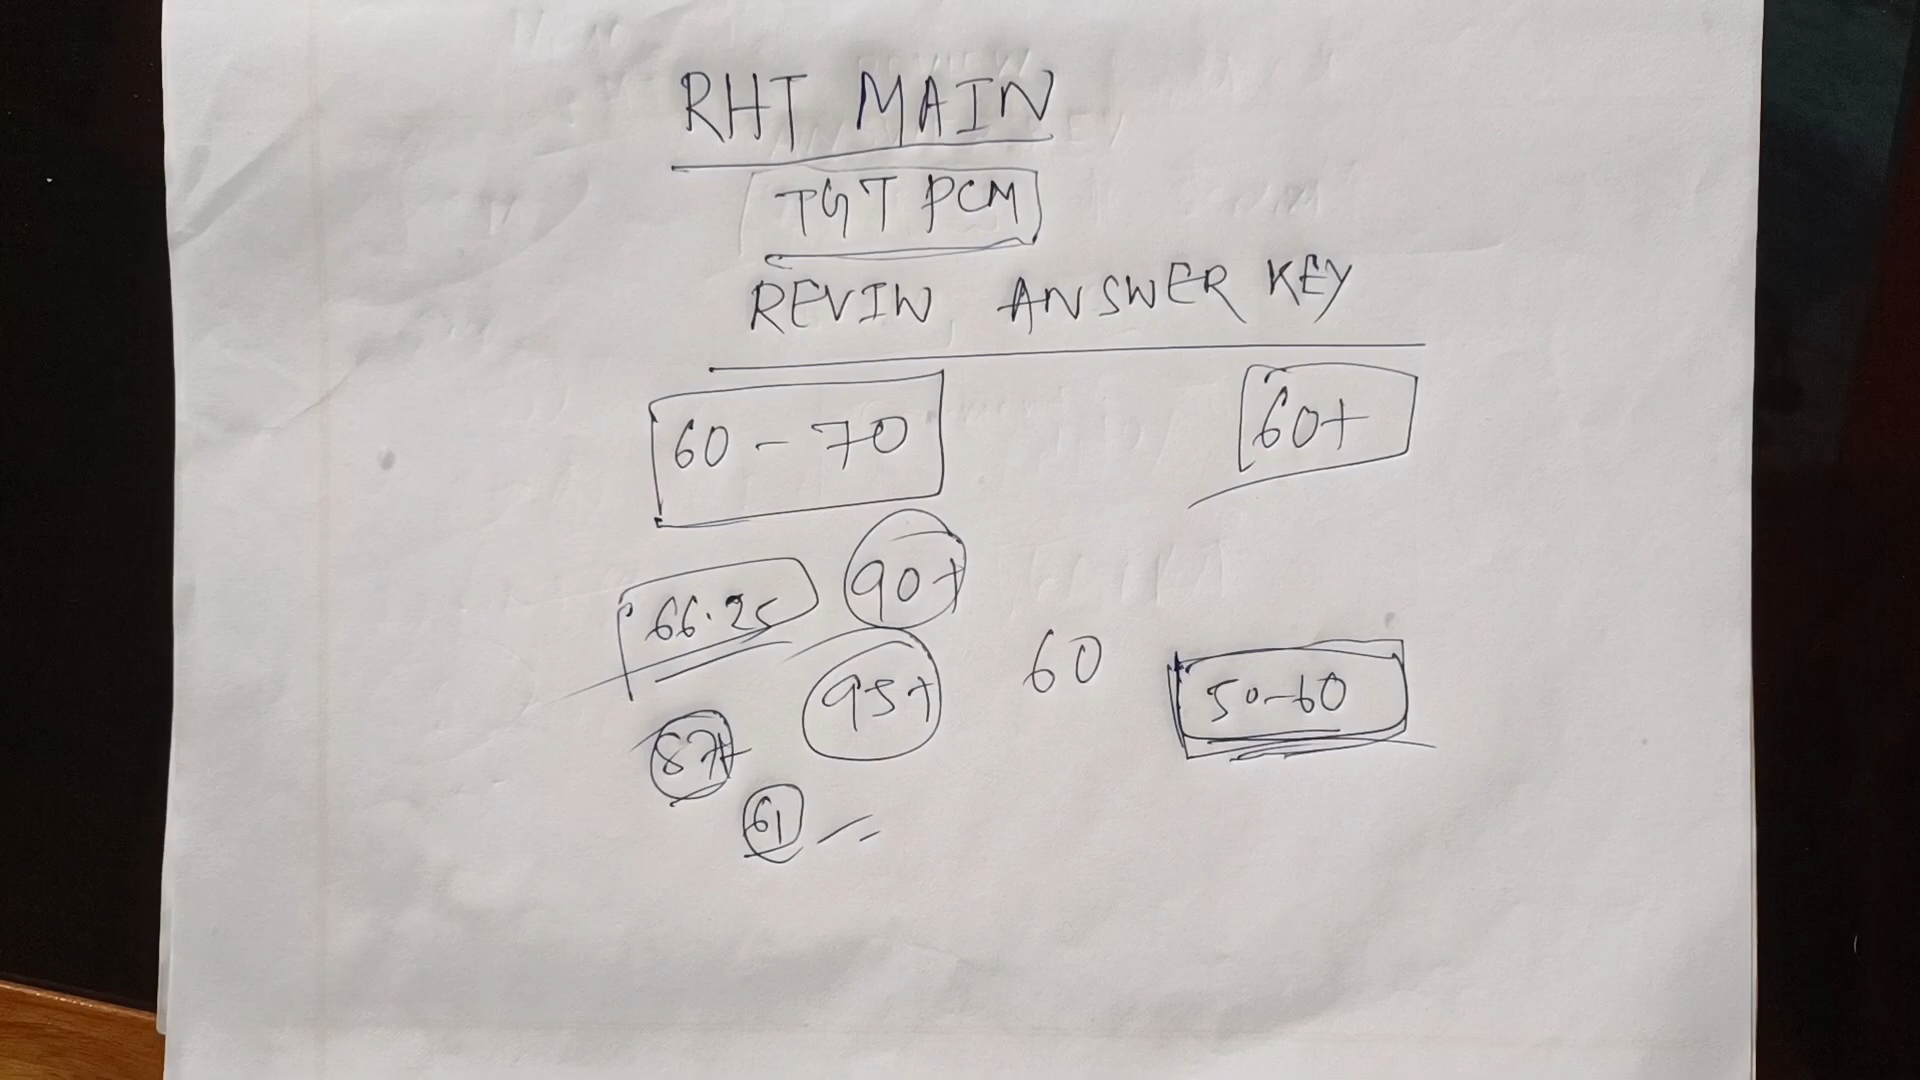 RHT MAIN
TGT PCM
REVIW ANSWER KEY
60 - 70 60+
66.25 90+
95+ 60 50-60
87+
61